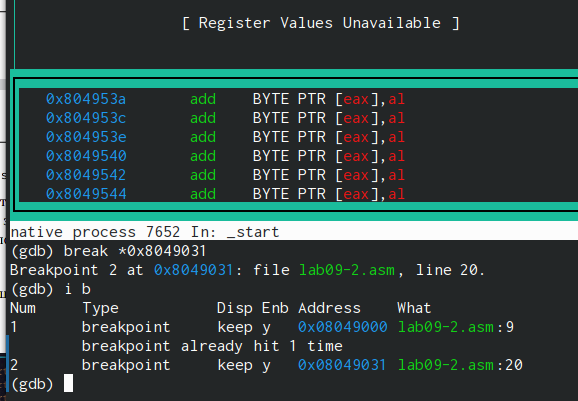 [ Register Values Unavailable ]
0x804953a add BYTE PTR [eax],al
0x804953c add BYTE PTR [eax],al
0x804953e add BYTE PTR [eax],al
0x8049540 add BYTE PTR [eax],al
0x8049542 add BYTE PTR [eax],al
0x8049544 add BYTE PTR [eax],al
native process 7652 In: _start
(gdb) break *0x8049031
Breakpoint 2 at 0x8049031: file lab09-2.asm, line 20.
(gdb) i b
Num Type Disp Enb Address What
1 breakpoint keep y 0x08049000 lab09-2.asm:9
breakpoint already hit 1 time
2 breakpoint keep y 0x08049031 lab09-2.asm:20
(gdb)